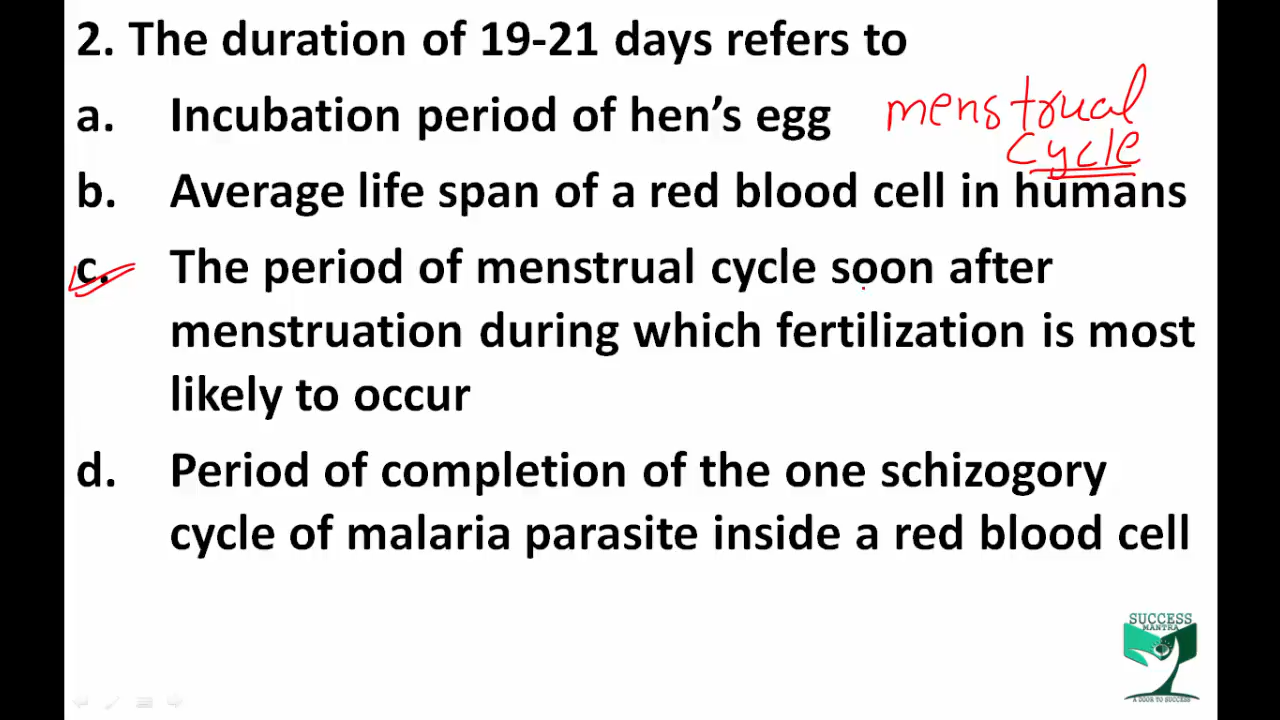 2. The duration of 19-21 days refers to
a. Incubation period of hen's egg
menstrual
cycle
b. Average life span of a red blood cell in humans
c. The period of menstrual cycle soon after
menstruation during which fertilization is most
likely to occur
d. Period of completion of the one schizogory
cycle of malaria parasite inside a red blood cell
SUCCESS
MANTRA
A DOOR TO SUCCESS